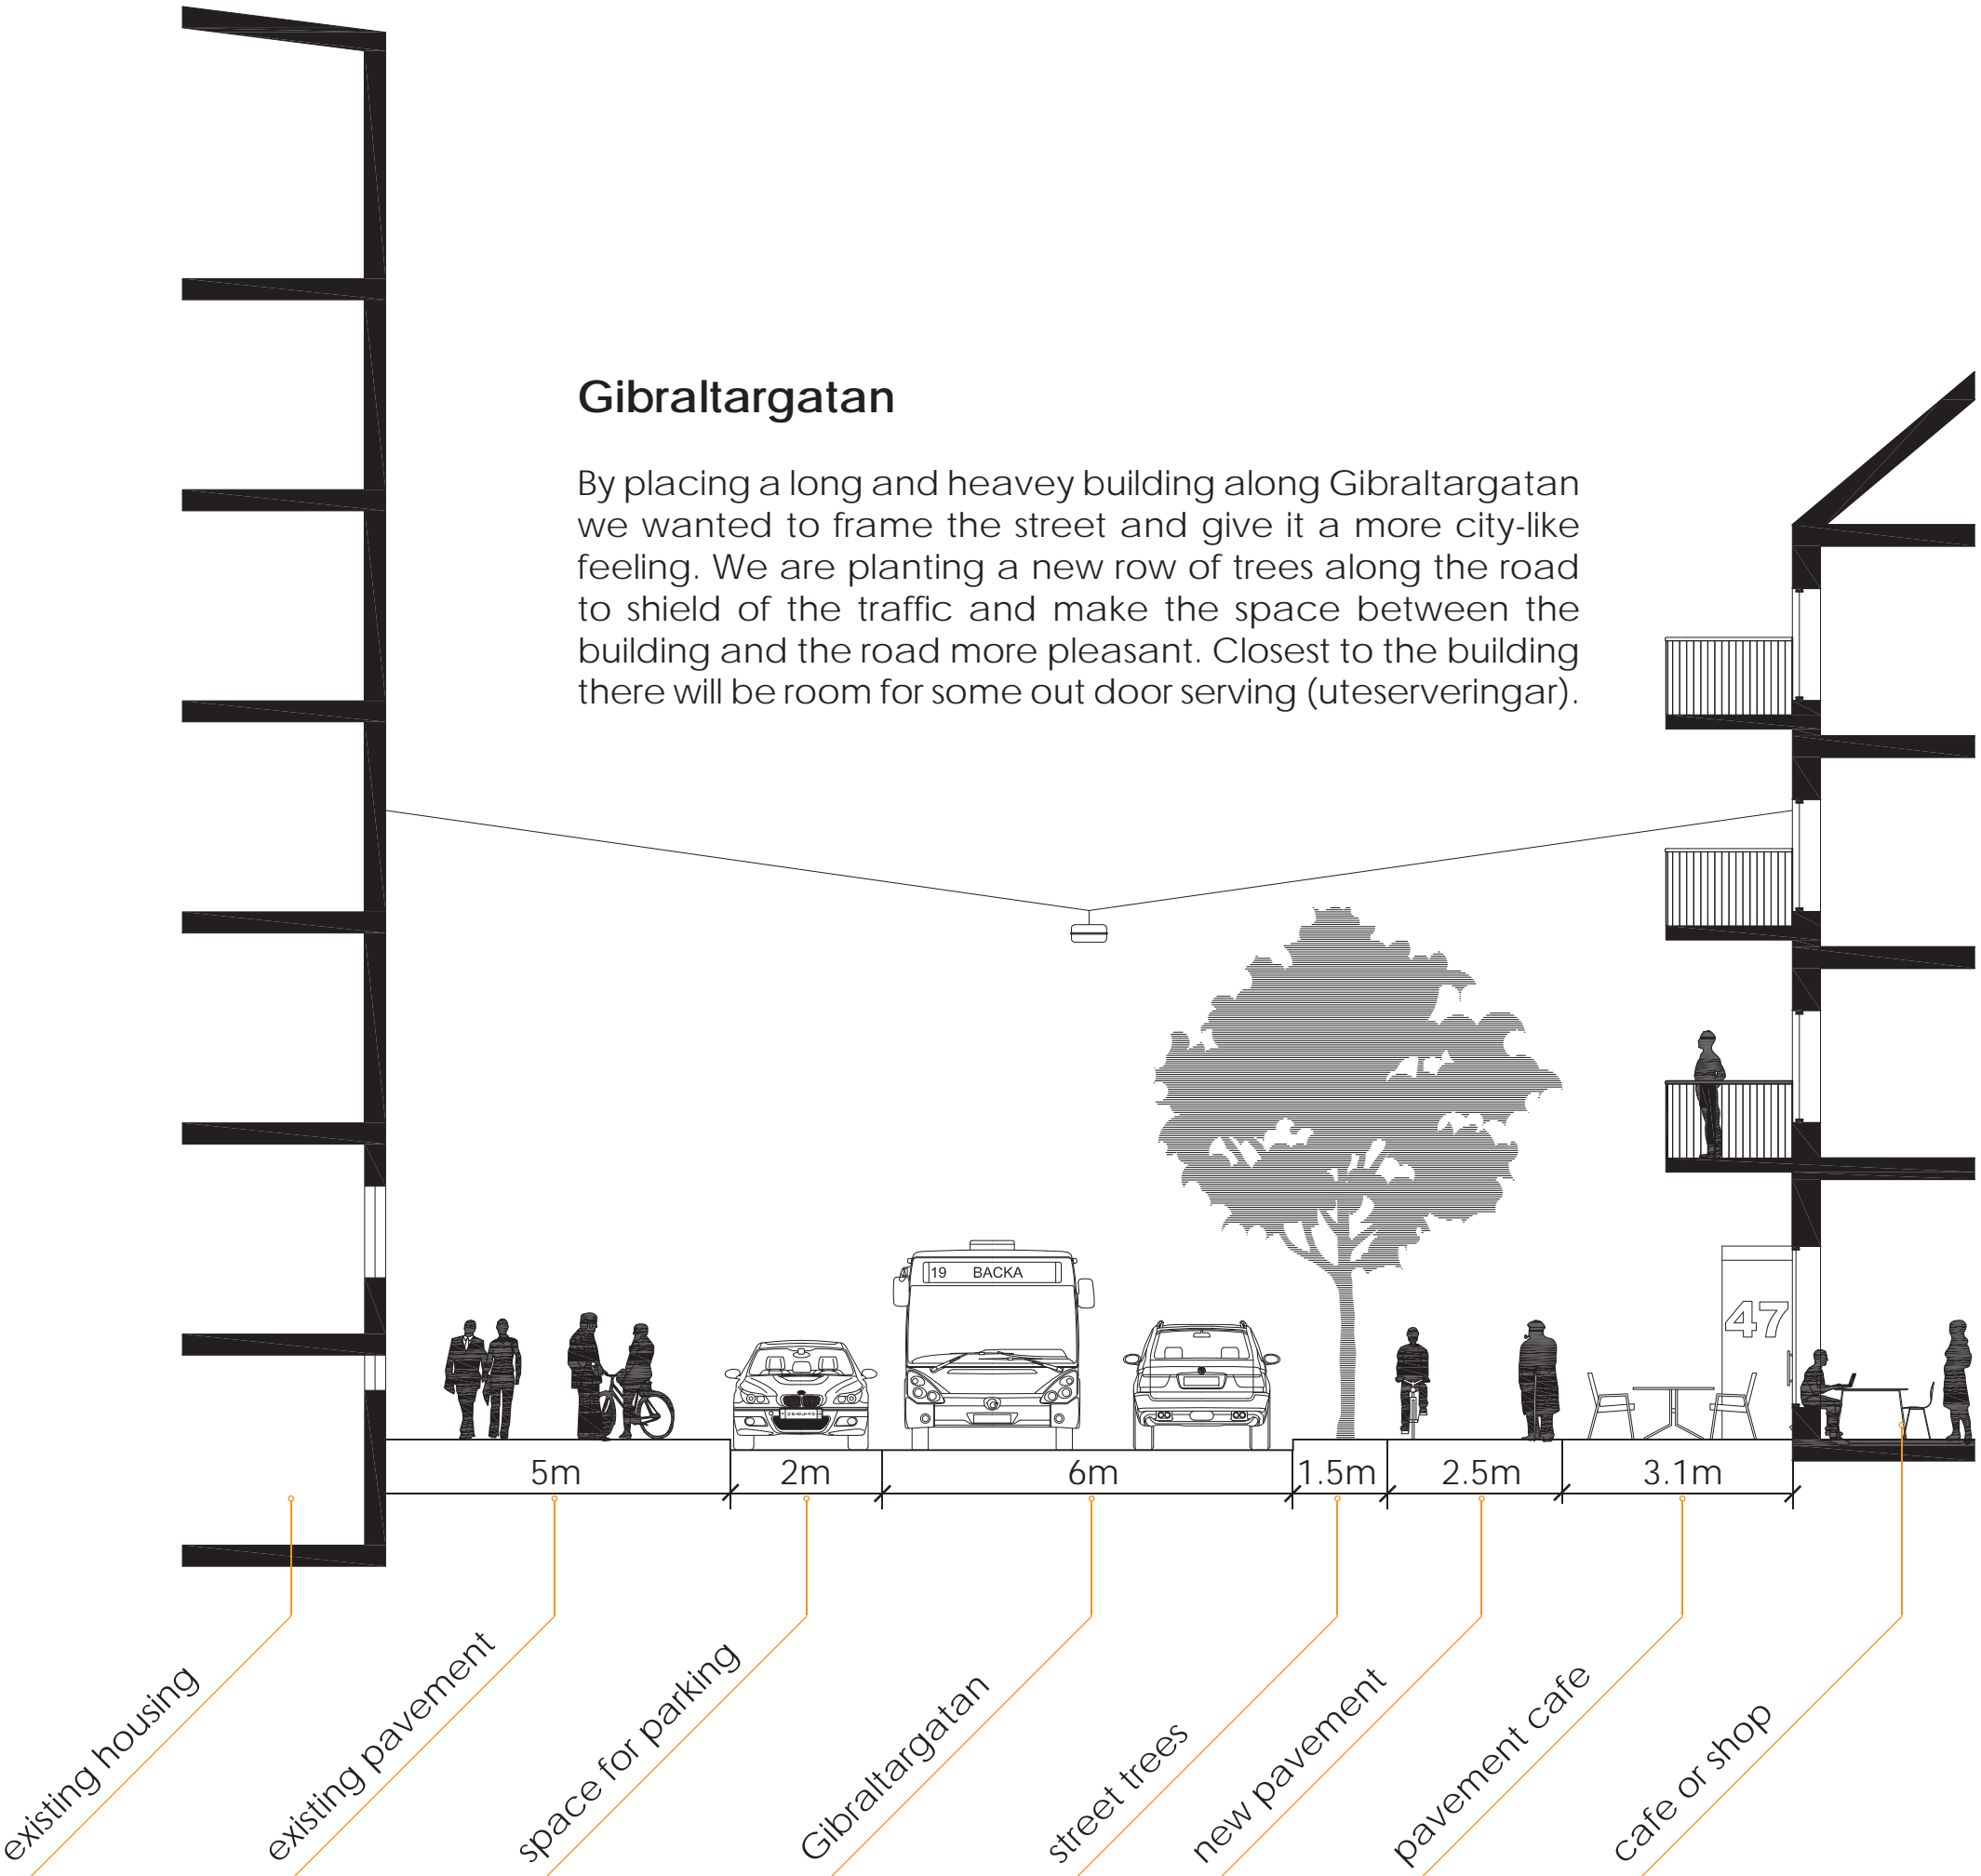 Gibraltargatan
By placing a long and heavey building along Gibraltargatan
we wanted to frame the street and give it a more city-like
feeling. We are planting a new row of trees along the road
to shield of the traffic and make the space between the
building and the road more pleasant. Closest to the building
there will be room for some out door serving (uteserveringar).
19 BACKA
47
5m
2m
6m
1.5m
2.5m
3.1m
existing housing
existing pavement
space for parking
Gibraltargatan
street trees
new pavement
pavement cafe
cafe or shop